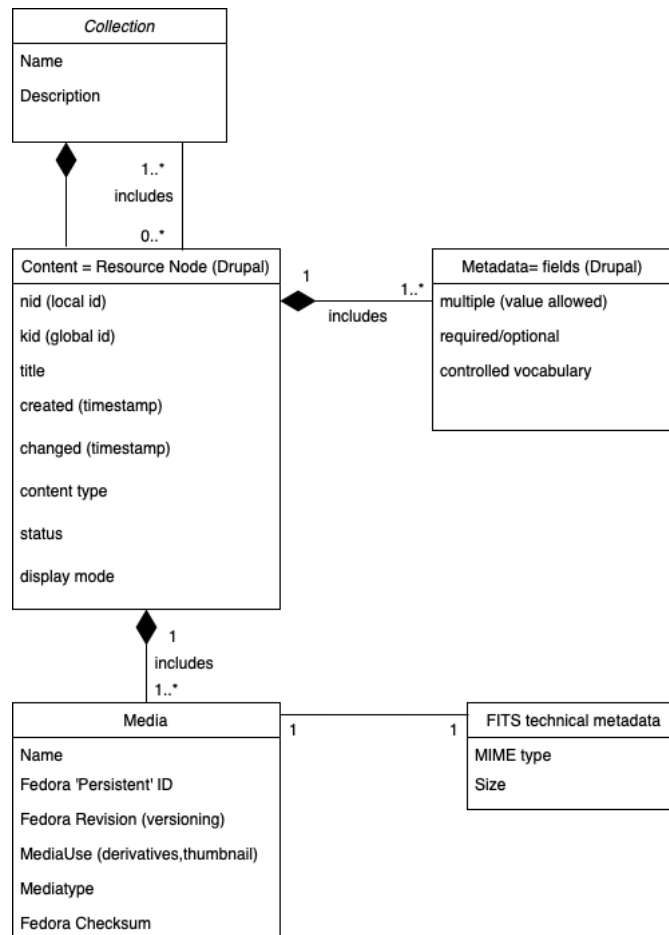 Collection
Name
Description
1..*
includes
0..*
Content = Resource Node (Drupal)
nid (local id)
kid (global id)
title
created (timestamp)
changed (timestamp)
content type
status
display mode
1
1..*
includes
Metadata= fields (Drupal)
multiple (value allowed)
required/optional
controlled vocabulary
1
includes
1..*
Media
Name
Fedora 'Persistent' ID
Fedora Revision (versioning)
MediaUse (derivatives,thumbnail)
Mediatype
Fedora Checksum
1
1
FITS technical metadata
MIME type
Size